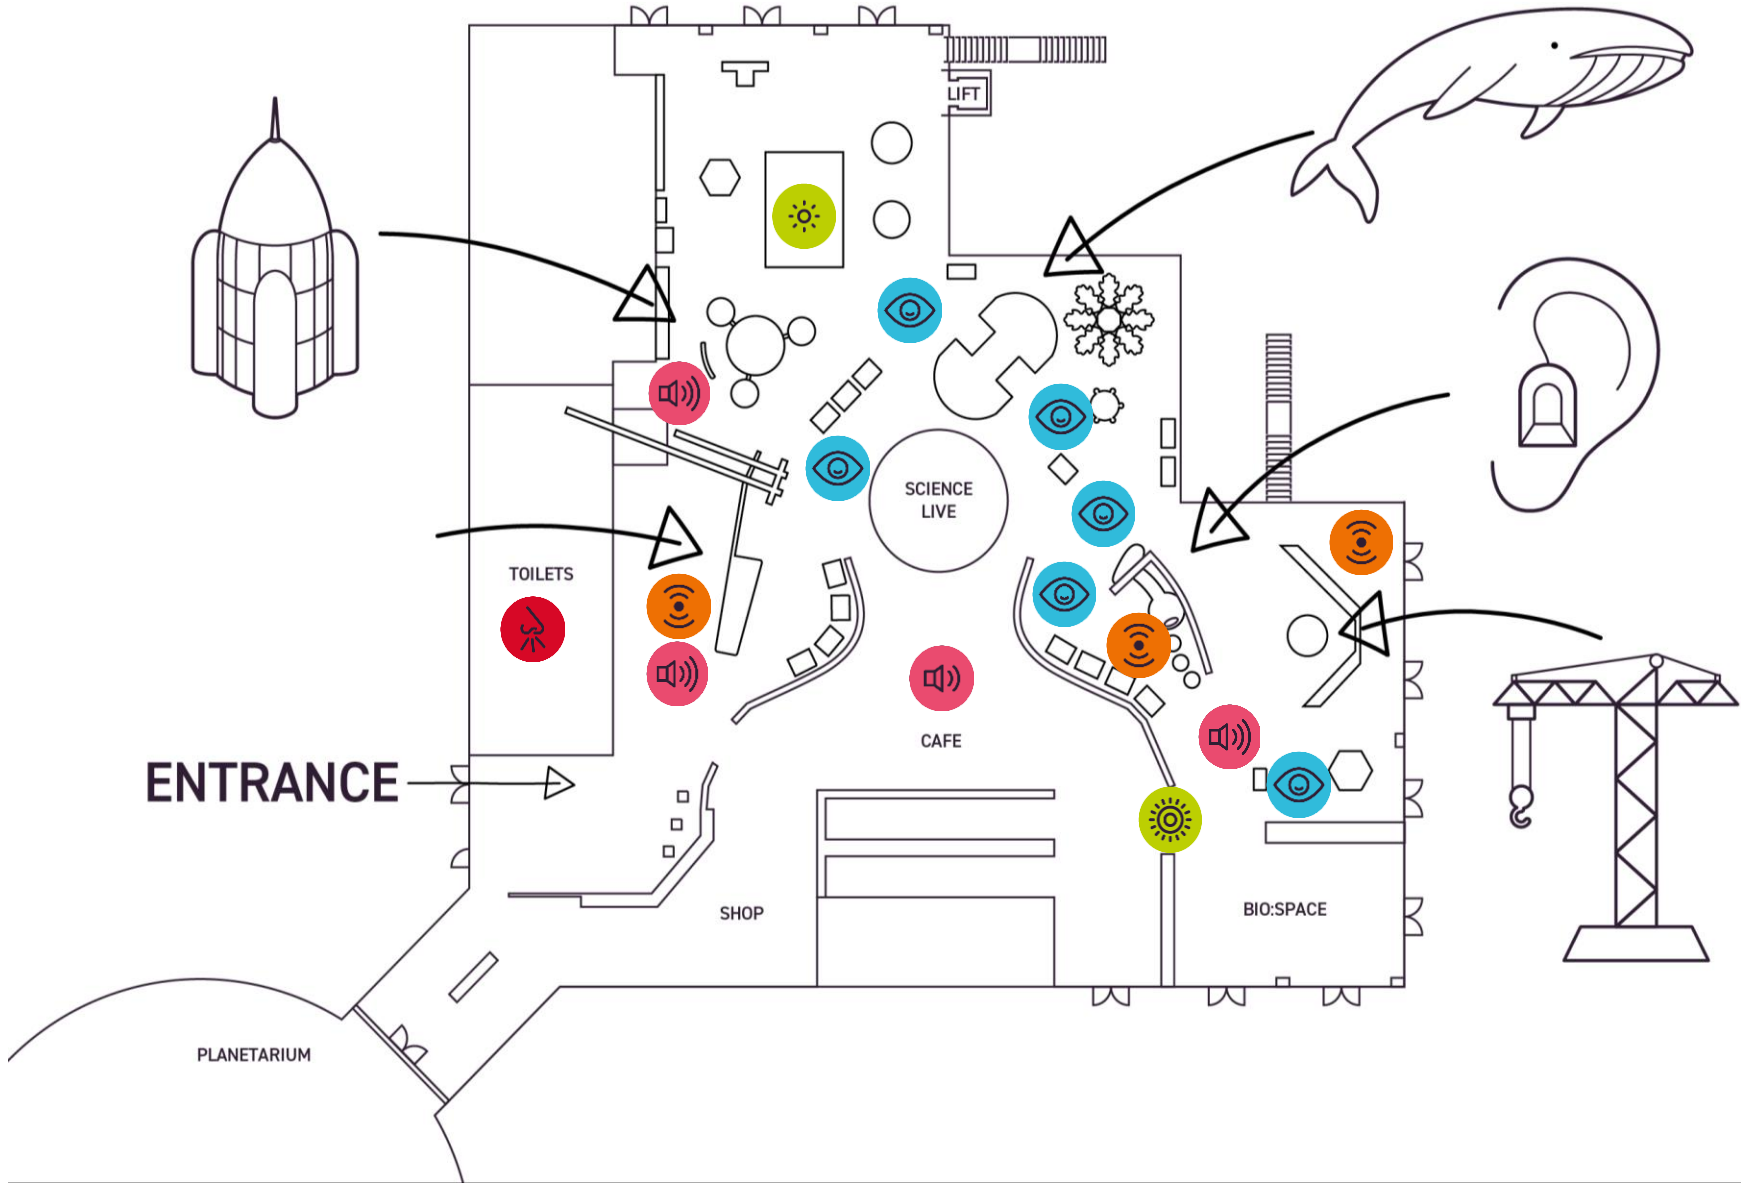 LIFT
SCIENCE
LIVE
TOILETS
CAFE
ENTRANCE
SHOP
BIO:SPACE
PLANETARIUM